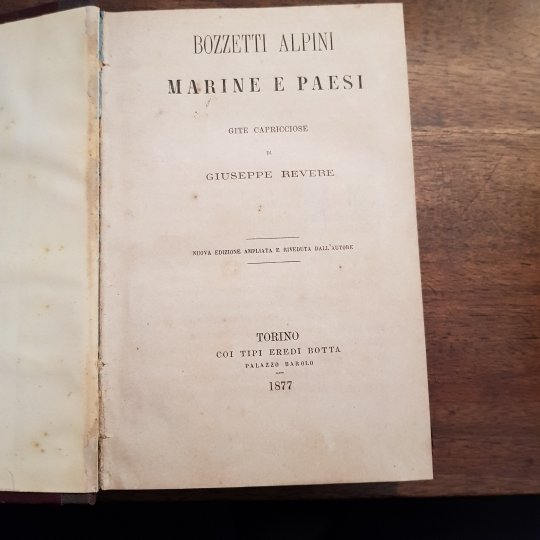 BOZZETTI ALPINI
MARINE E PAESI
GITE CAPRICCIOSE
DI
GIUSEPPE REVERE
NUOVA EDIZIONE AMPLIATA E RIVEDUTA DALL'AUTORE
TORINO
COI TIPI EREDI BOTTA
PALAZZO BAROLO
1877